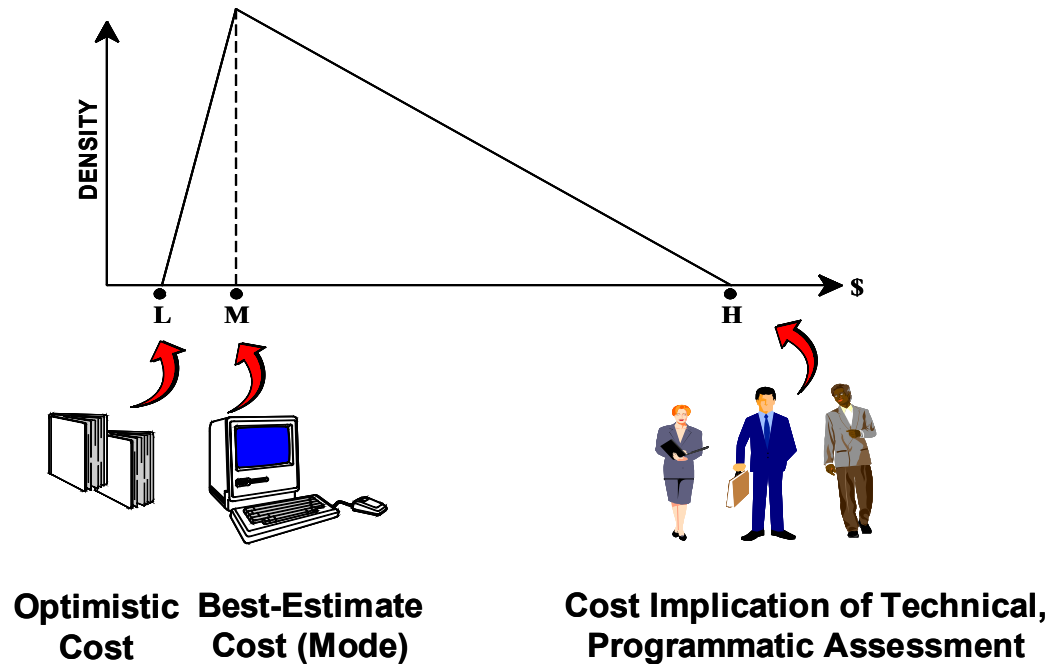 DENSITY
$
L
M
H
Optimistic
Cost
Best-Estimate
Cost (Mode)
Cost Implication of Technical,
Programmatic Assessment